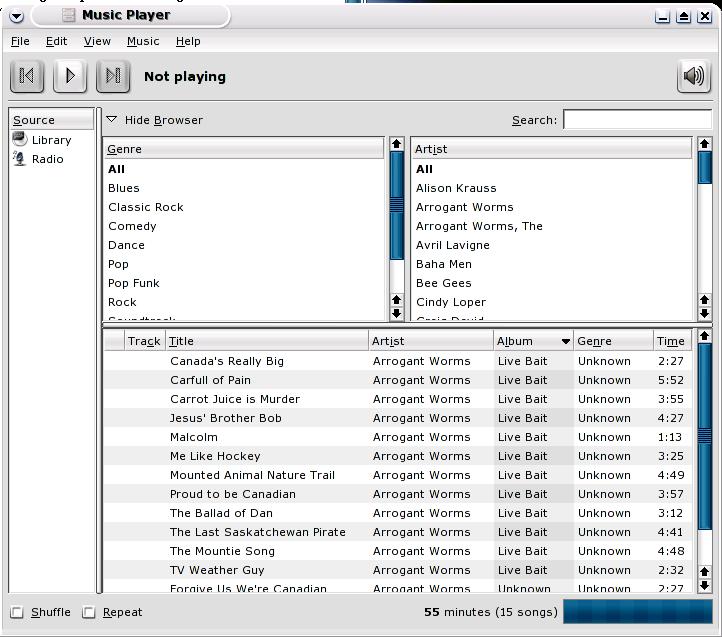 Music Player
File Edit View Music Help
Not playing
Source
Library
Radio
Hide Browser Search:
Genre
All
Blues
Classic Rock
Comedy
Dance
Pop
Pop Funk
Rock
Soundtrack
Artist
All
Alison Krauss
Arrogant Worms
Arrogant Worms, The
Avril Lavigne
Baha Men
Bee Gees
Cindy Loper
Craig David
Track Title Artist Album Genre Time
Canada's Really Big Arrogant Worms Live Bait Unknown 2:27
Carfull of Pain Arrogant Worms Live Bait Unknown 5:52
Carrot Juice is Murder Arrogant Worms Live Bait Unknown 3:55
Jesus' Brother Bob Arrogant Worms Live Bait Unknown 4:27
Malcolm Arrogant Worms Live Bait Unknown 1:13
Me Like Hockey Arrogant Worms Live Bait Unknown 3:25
Mounted Animal Nature Trail Arrogant Worms Live Bait Unknown 4:49
Proud to be Canadian Arrogant Worms Live Bait Unknown 3:57
The Ballad of Dan Arrogant Worms Live Bait Unknown 3:12
The Last Saskatchewan Pirate Arrogant Worms Live Bait Unknown 4:41
The Mountie Song Arrogant Worms Live Bait Unknown 4:48
TV Weather Guy Arrogant Worms Live Bait Unknown 2:32
Forgive Us We're Canadian Arrogant Worms Unknown Unknown 2:27
Shuffle Repeat 55 minutes (15 songs)